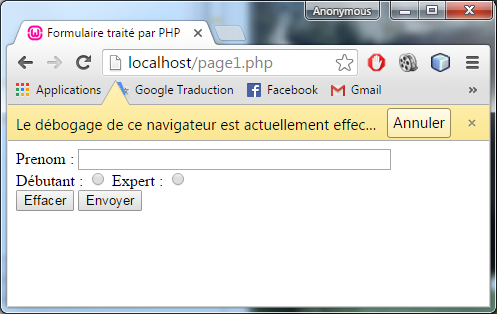 Anonymous
Formulaire traité par PHP
localhost/page1.php
Applications Google Traduction Facebook Gmail »
Le débogage de ce navigateur est actuellement effec... Annuler
Prenom :
Débutant : Expert :
Effacer Envoyer